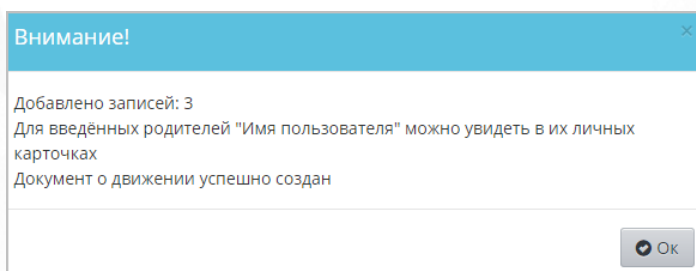 Внимание!
Добавлено записей: 3
Для введённых родителей "Имя пользователя" можно увидеть в их личных
карточках
Документ о движении успешно создан
Ок